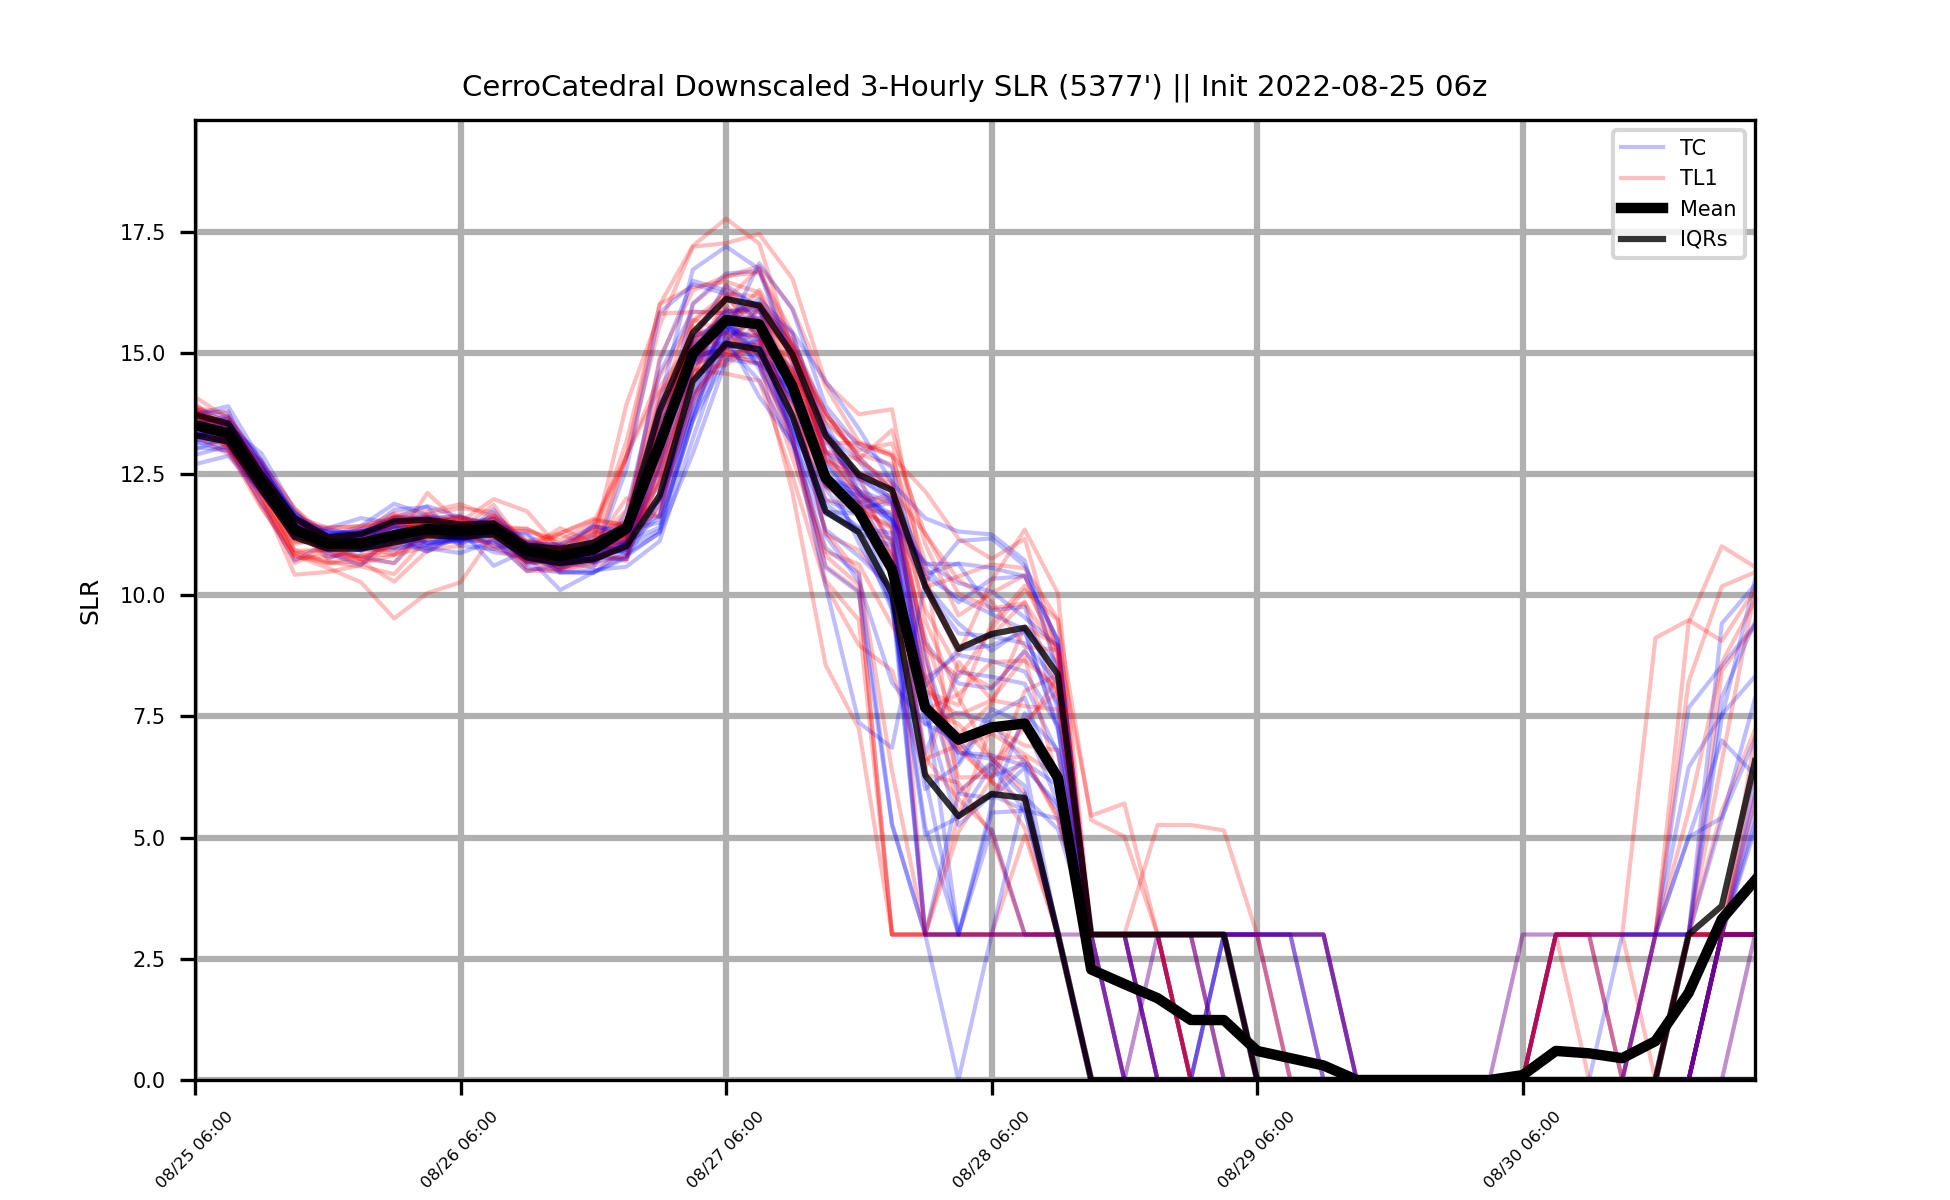 CerroCatedral Downscaled 3-Hourly SLR (5377') || Init 2022-08-25 06z
TC
TL1
Mean
IQRs
SLR
17.5
15.0
12.5
10.0
7.5
5.0
2.5
0.0
08/25 06:00
08/26 06:00
08/27 06:00
08/28 06:00
08/29 06:00
08/30 06:00